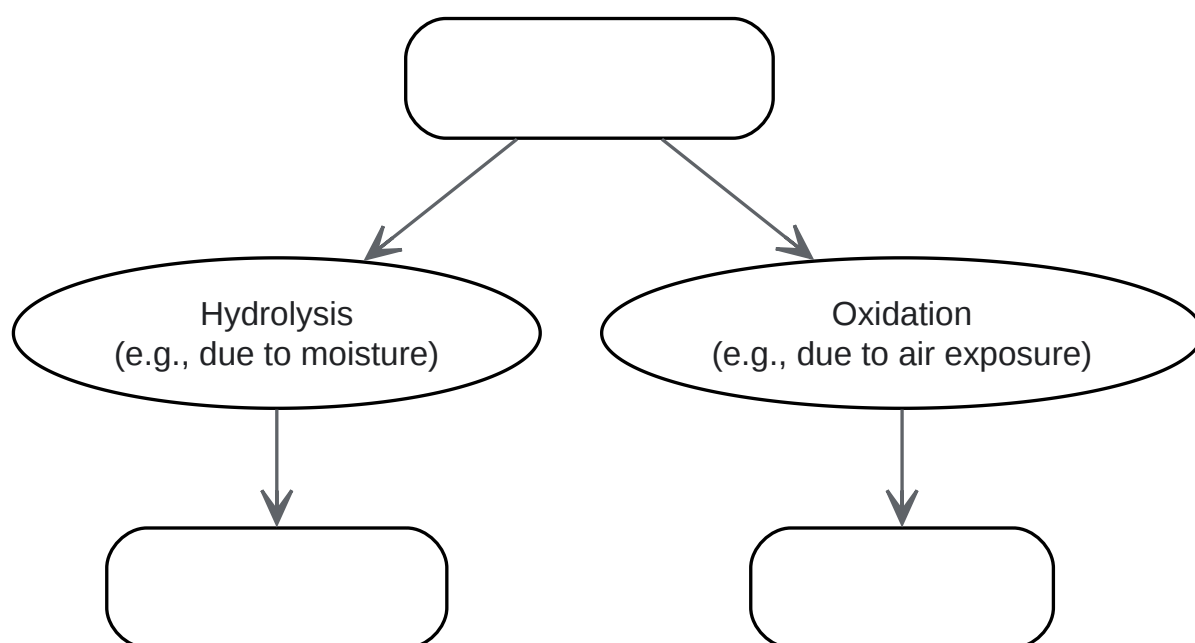 Hydrolysis
(e.g., due to moisture)
Oxidation
(e.g., due to air exposure)